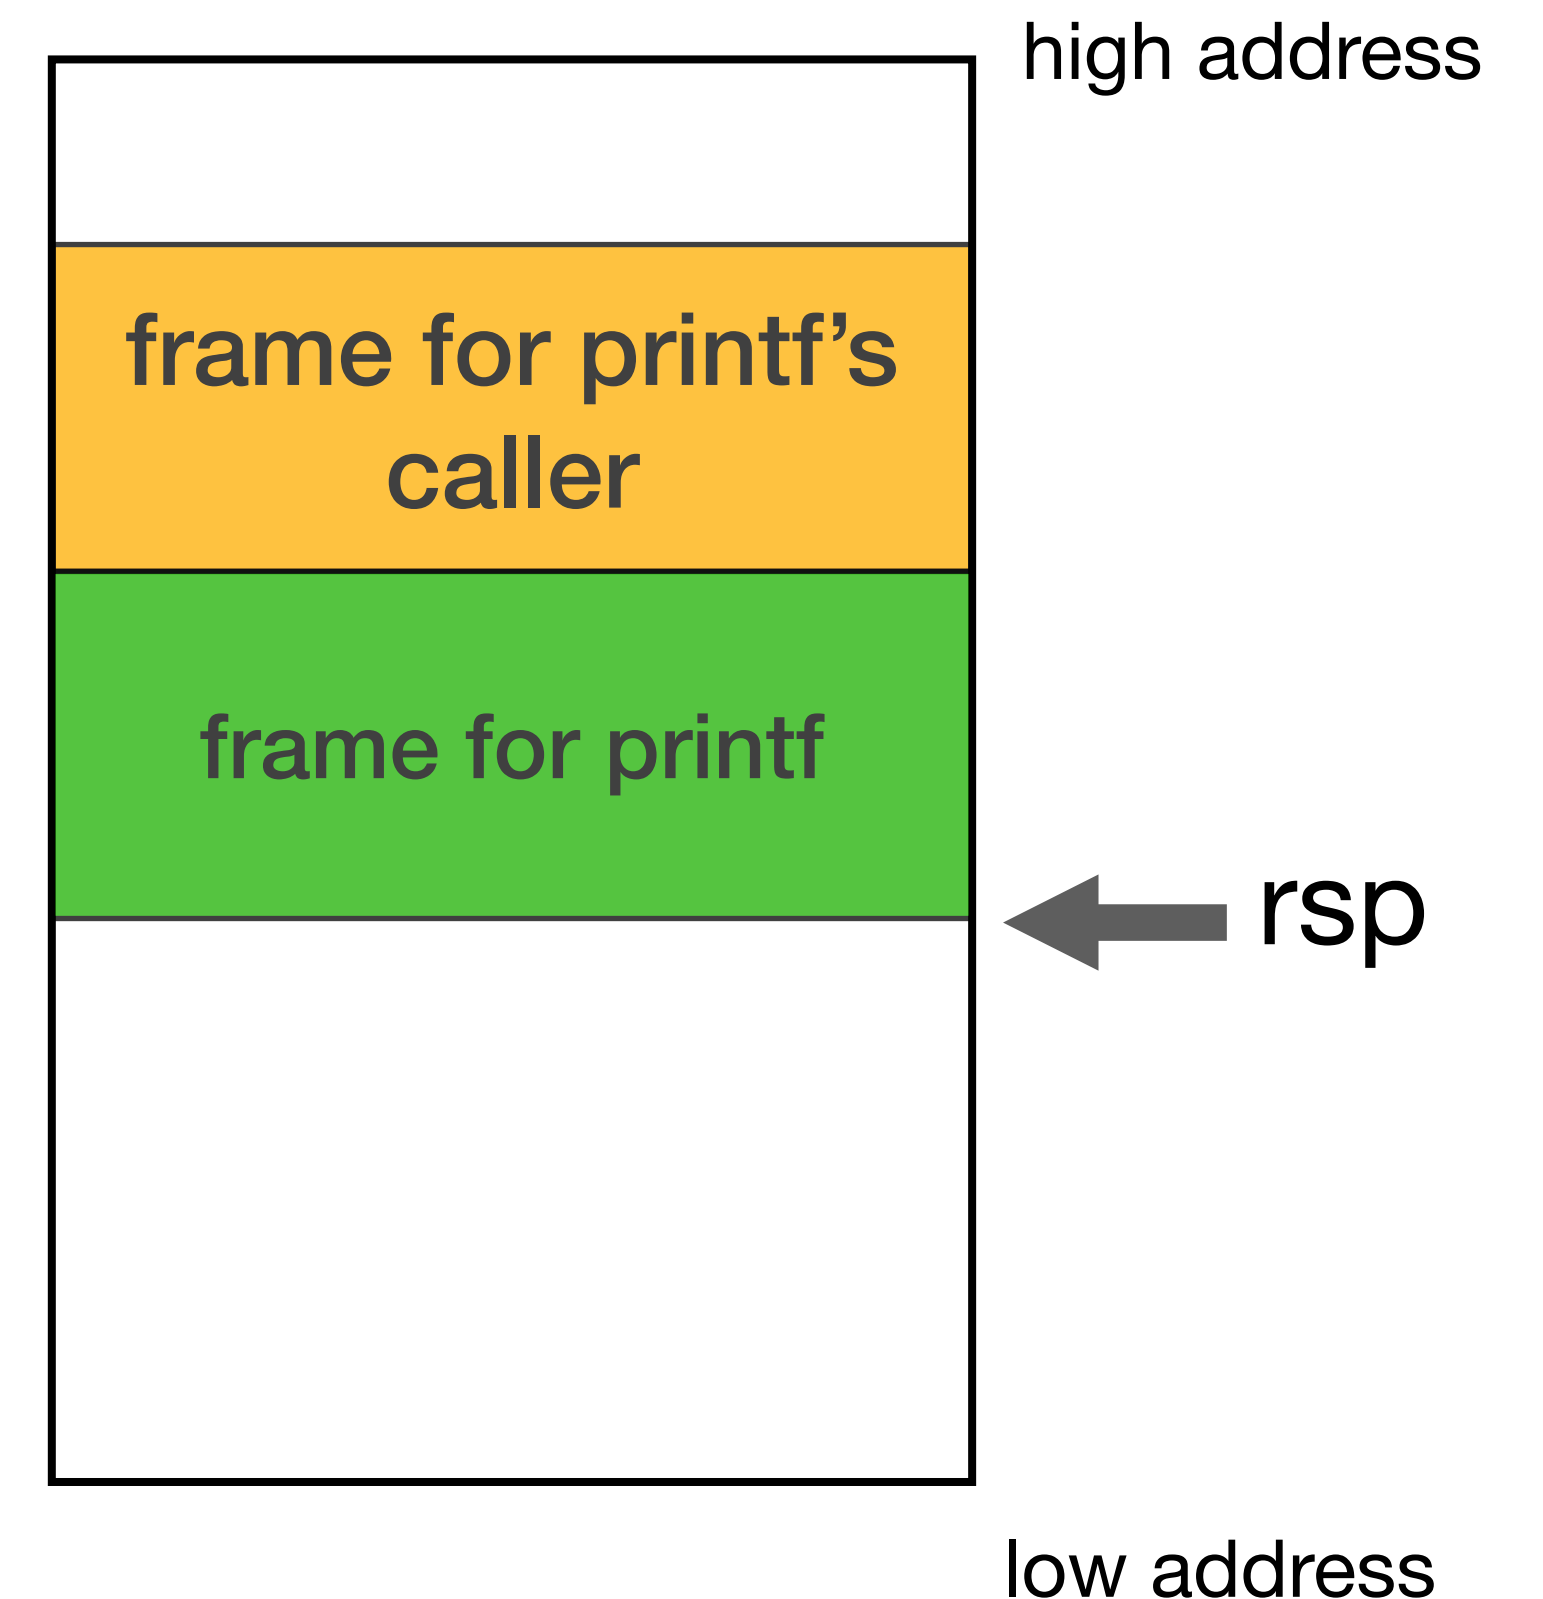 high address
frame for printf’s
caller
frame for printf
rsp
low address